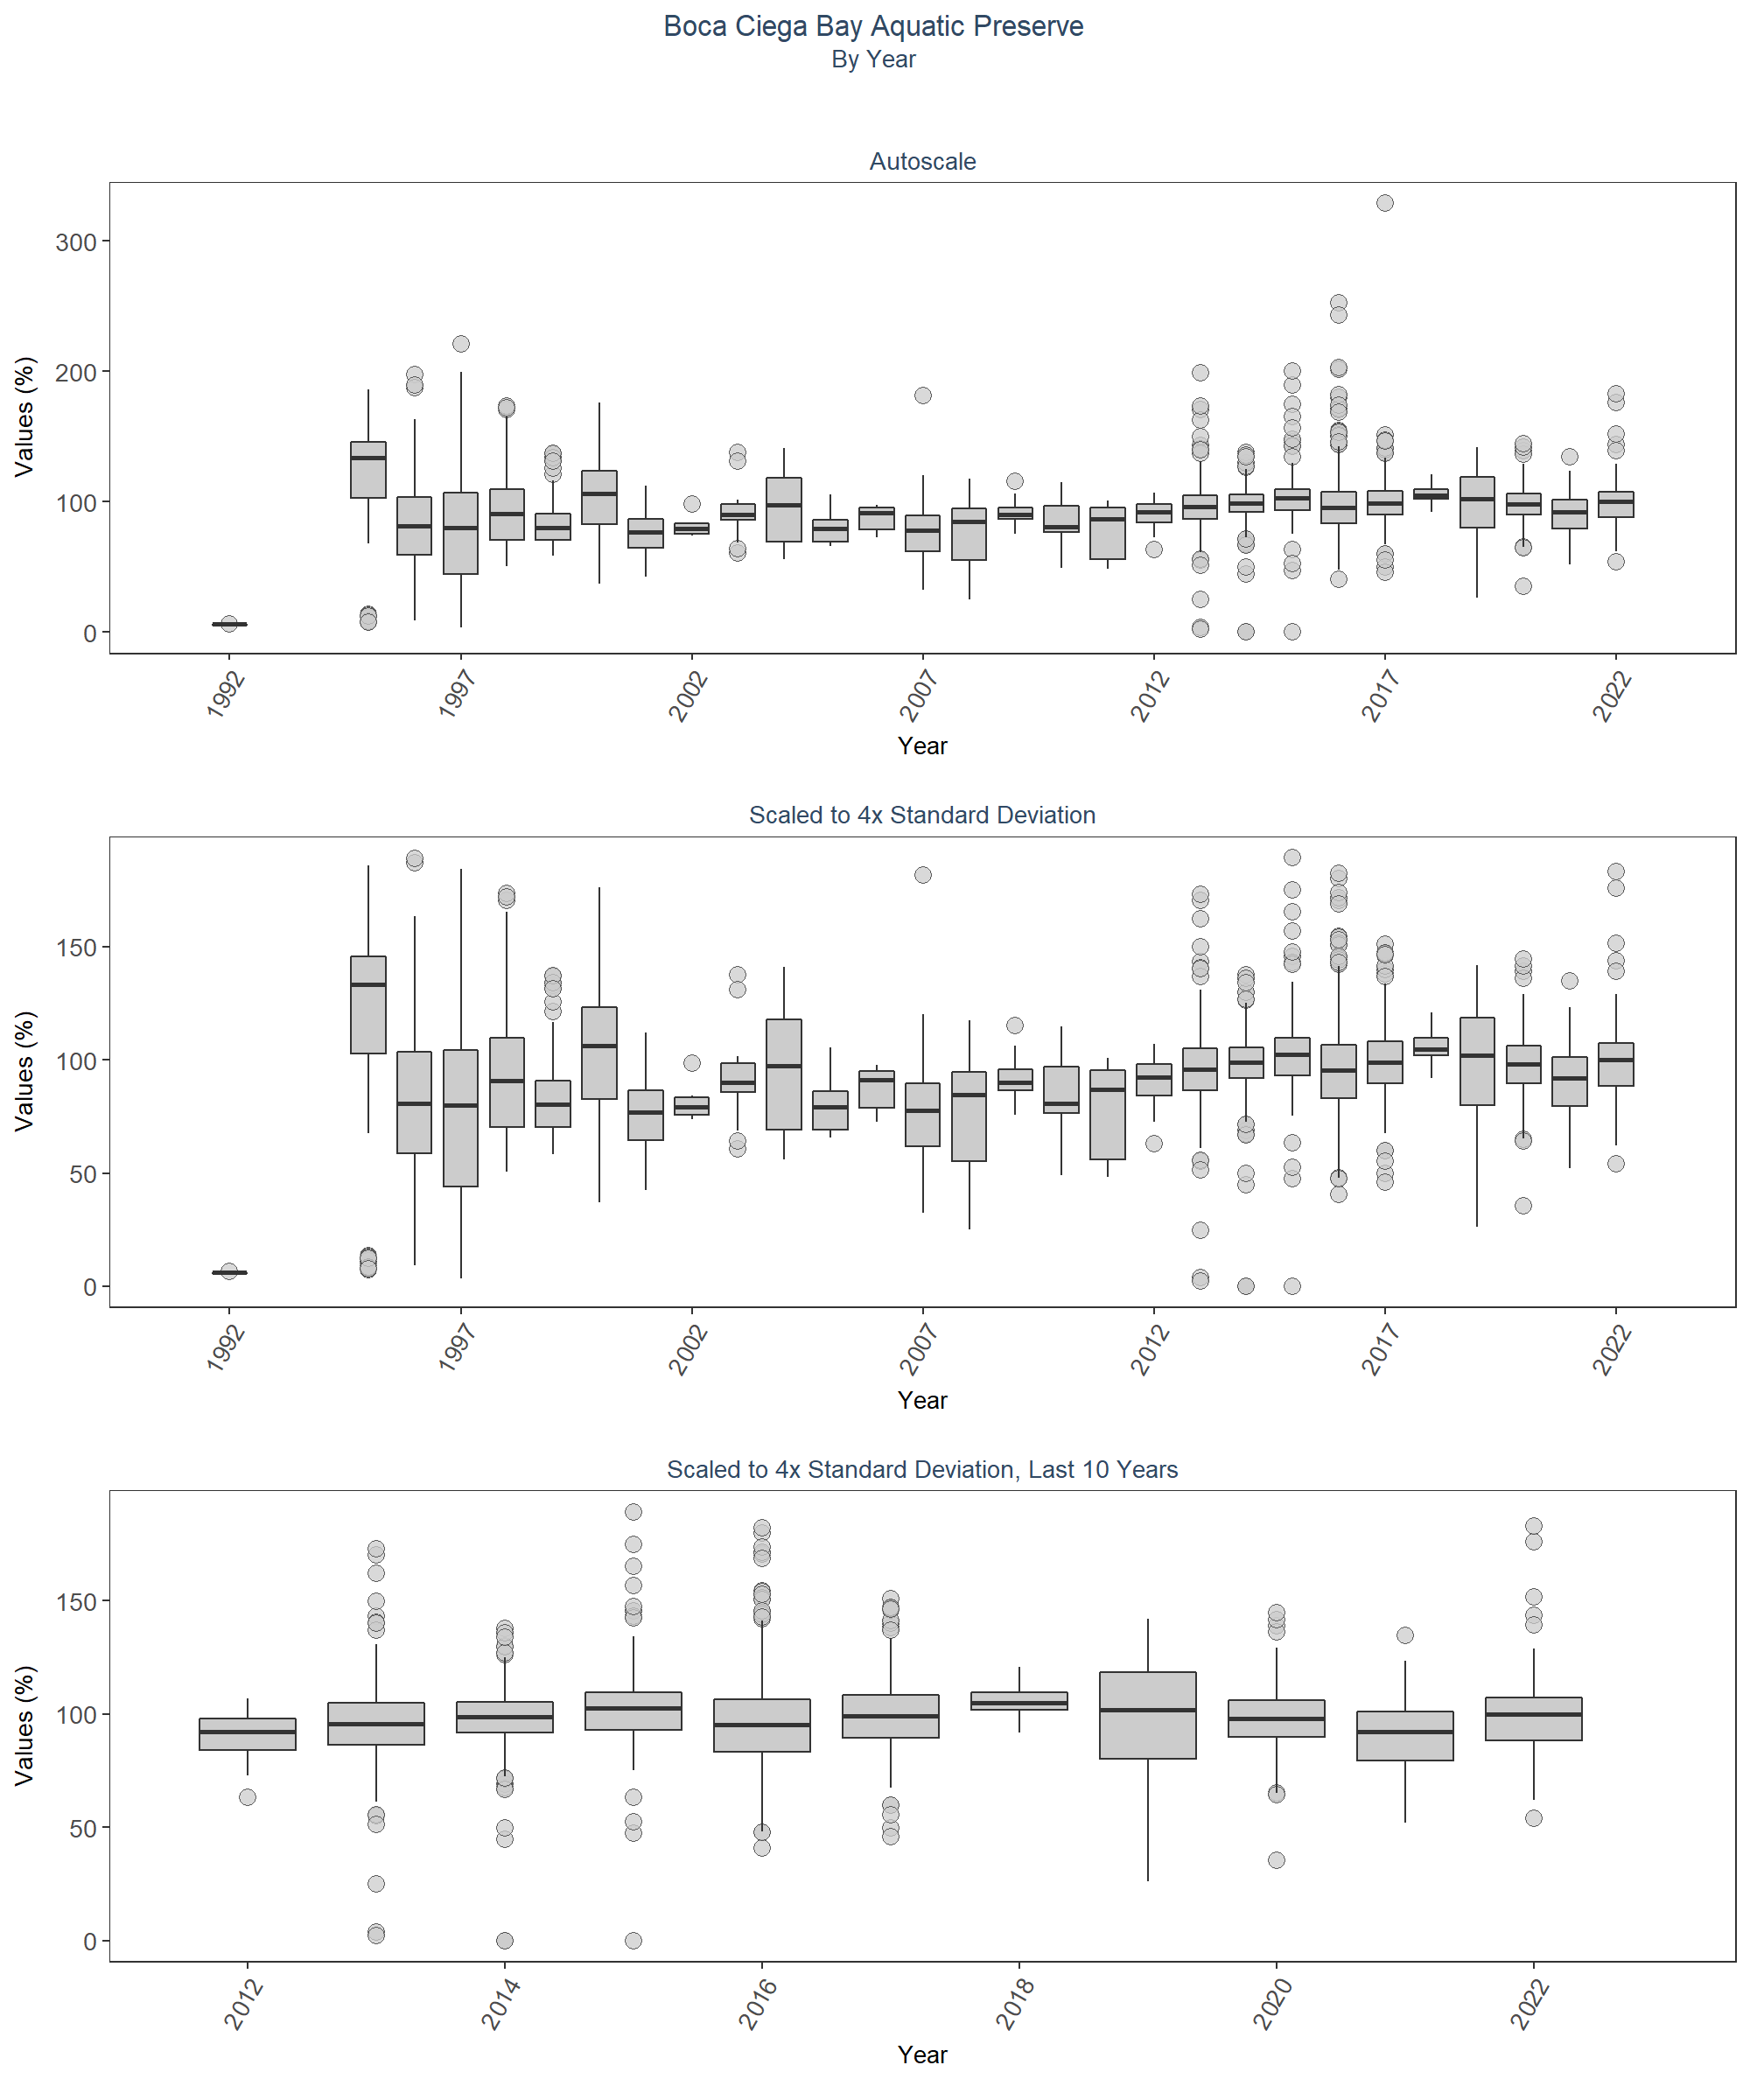 Boca Ciega Bay Aquatic Preserve
By Year
Autoscale
Values (%)
300
200
100
0
1992
1997
2002
2007
2012
2017
2022
Year
Scaled to 4x Standard Deviation
Values (%)
150
100
50
0
1992
1997
2002
2007
2012
2017
2022
Year
Scaled to 4x Standard Deviation, Last 10 Years
Values (%)
150
100
50
0
2012
2014
2016
2018
2020
2022
Year